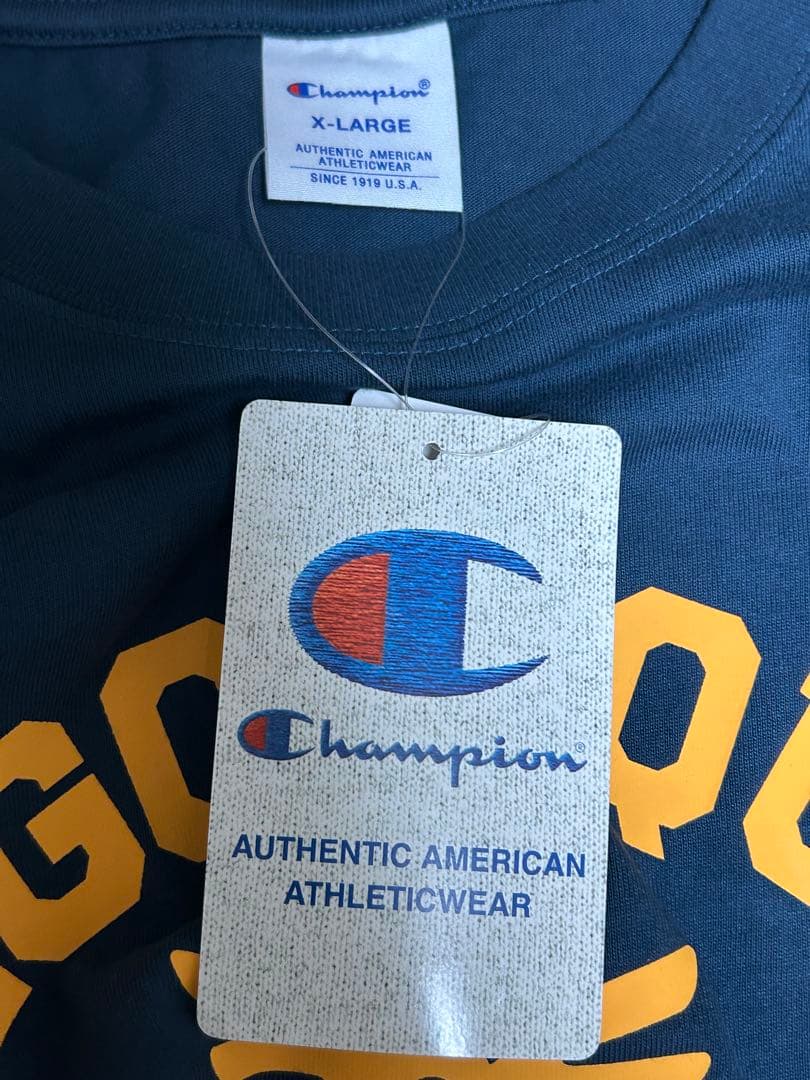 Champion®
X-LARGE
AUTHENTIC AMERICAN
ATHLETICWEAR
SINCE 1919 U.S.A.
Champion®
AUTHENTIC AMERICAN
ATHLETICWEAR